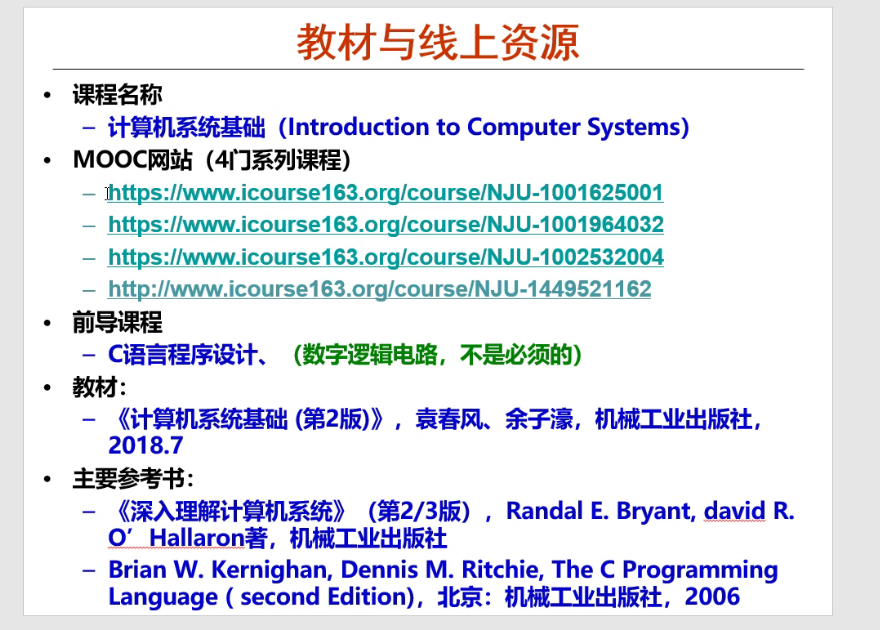 教材与线上资源
• 课程名称
– 计算机系统基础（Introduction to Computer Systems）
• MOOC网站（4门系列课程）
– https://www.icourse163.org/course/NJU-1001625001
– https://www.icourse163.org/course/NJU-1001964032
– https://www.icourse163.org/course/NJU-1002532004
– http://www.icourse163.org/course/NJU-1449521162
• 前导课程
– C语言程序设计、（数字逻辑电路，不是必须的）
• 教材：
– 《计算机系统基础 (第2版)》，袁春风、余子濠，机械工业出版社，
2018.7
• 主要参考书：
– 《深入理解计算机系统》（第2/3版），Randal E. Bryant, david R.
O’Hallaron著，机械工业出版社
– Brian W. Kernighan, Dennis M. Ritchie, The C Programming
Language ( second Edition)，北京：机械工业出版社，2006